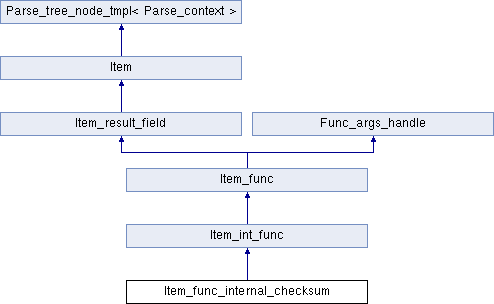 Parse_tree_node_tmpl< Parse_context >
Item
Item_result_field
Func_args_handle
Item_func
Item_int_func
Item_func_internal_checksum